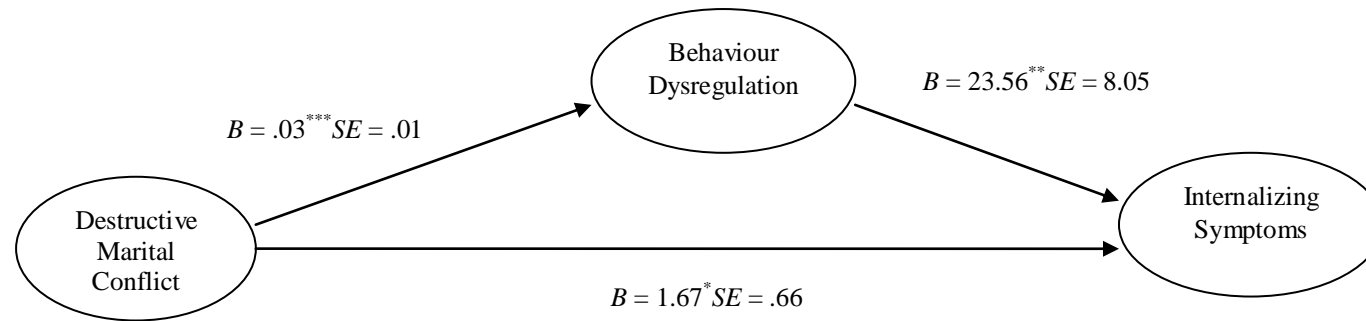 Behaviour
Dysregulation
B = 23.56**SE = 8.05
B = .03***SE = .01
Internalizing
Symptoms
Destructive
Marital
Conflict
B = 1.67*SE = .66